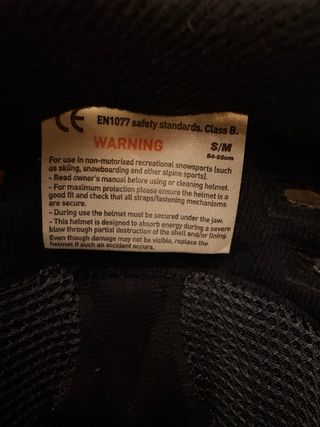 CE EN1077 safety standards. Class B.
WARNING S/M
54-58cm
For use in non-motorised recreational snowsports (such
as skiing, snowboarding and other alpine sports).
- Read owner's manual before using or cleaning helmet.
- For maximum protection please ensure the helmet is a
good fit and check that all straps/fastening mechanisms
are secure.
- During use the helmet must be secured under the jaw.
- This helmet is designed to absorb energy during a severe
blow through partial destruction of the shell and/or lining
Even though damage may not be visible, replace the
helmet if such an accident occurs.